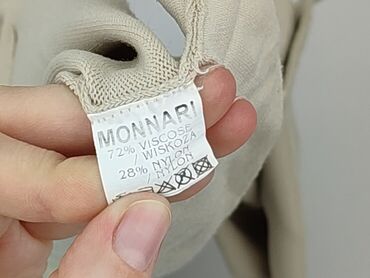 MONNARI
72% VISCOSE
/ WISKOZA
28% NYLON
/ NYLON